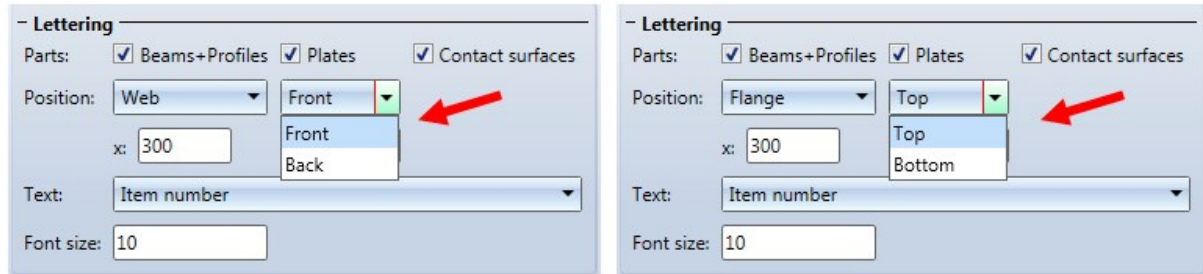 Lettering
Parts: Beams+Profiles Plates Contact surfaces
Position: Web Front
Front
x: 300
Back
Text: Item number
Font size: 10
Lettering
Parts: Beams+Profiles Plates Contact surfaces
Position: Flange Top
Top
x: 300
Bottom
Text: Item number
Font size: 10